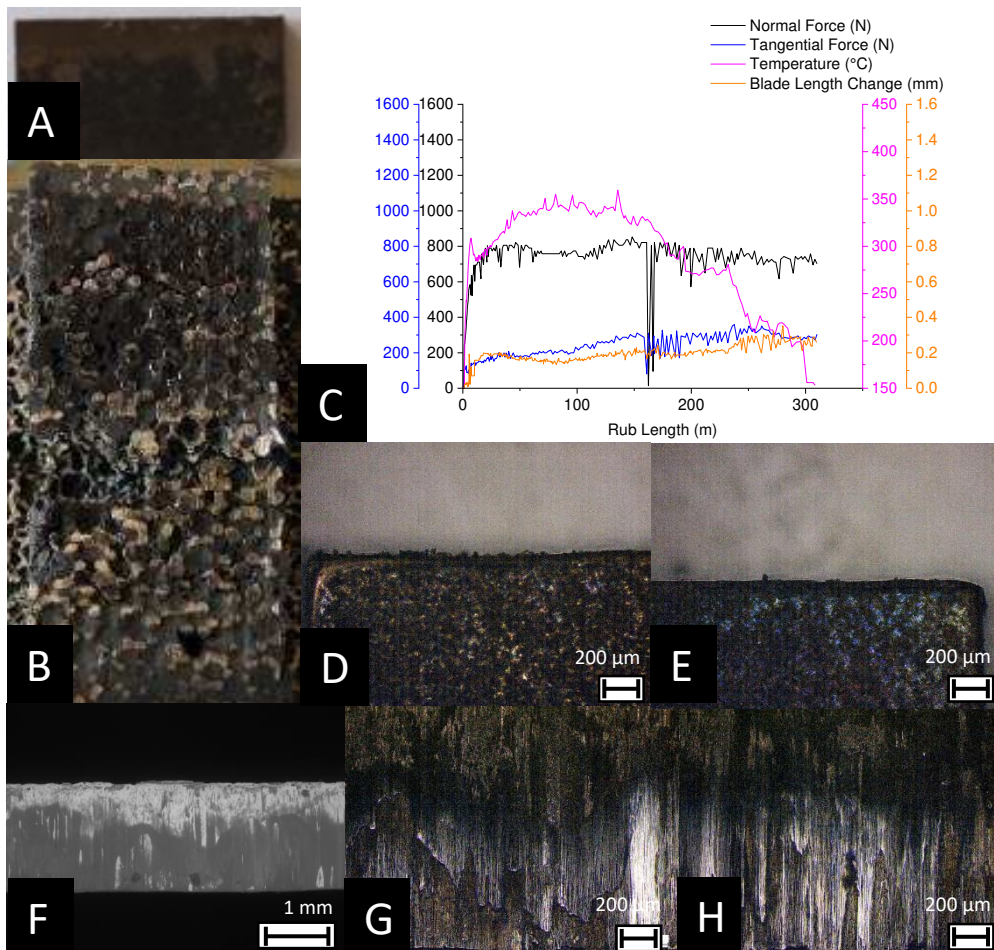 A
Normal Force (N)
Tangential Force (N)
Temperature (°C)
Blade Length Change (mm)
1600
1400
1200
1000
800
600
400
200
0
1600
1400
1200
1000
800
600
400
200
0
450
400
350
300
250
200
150
1.6
1.4
1.2
1.0
0.8
0.6
0.4
0.2
0.0
0
100
200
300
Rub Length (m)
B
C
D
200 µm
E
200 µm
F
1 mm
G
200 µm
H
200 µm